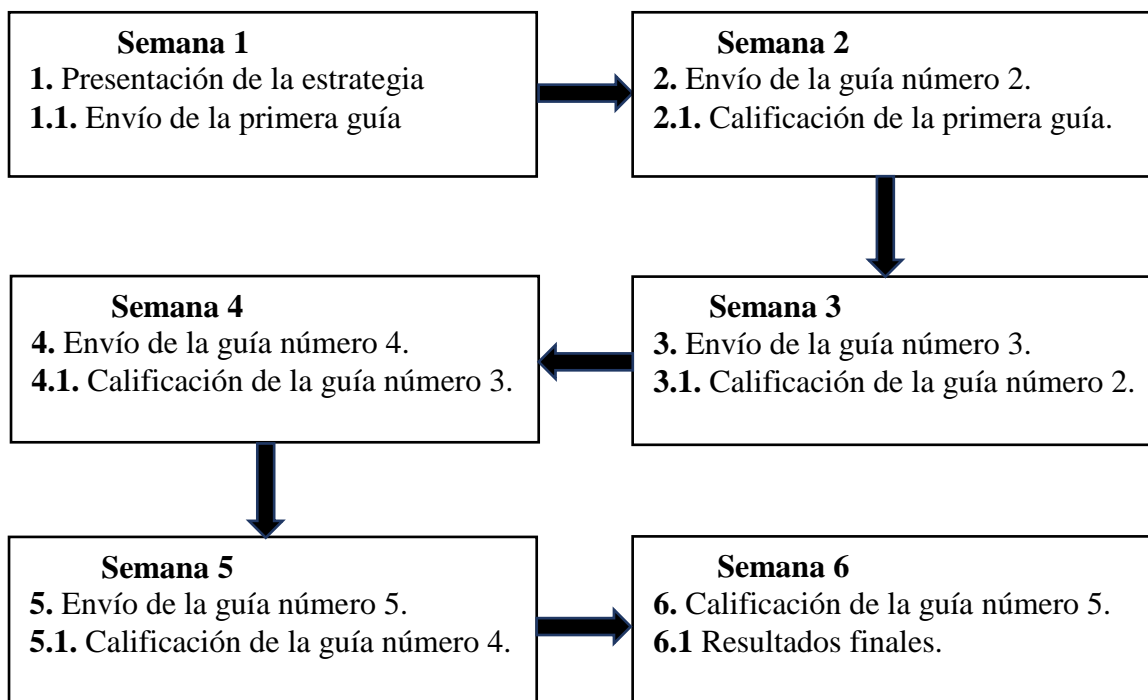 Semana 1
1. Presentación de la estrategia
1.1. Envío de la primera guía
Semana 2
2. Envío de la guía número 2.
2.1. Calificación de la primera guía.
Semana 3
3. Envío de la guía número 3.
3.1. Calificación de la guía número 2.
Semana 4
4. Envío de la guía número 4.
4.1. Calificación de la guía número 3.
Semana 5
5. Envío de la guía número 5.
5.1. Calificación de la guía número 4.
Semana 6
6. Calificación de la guía número 5.
6.1 Resultados finales.